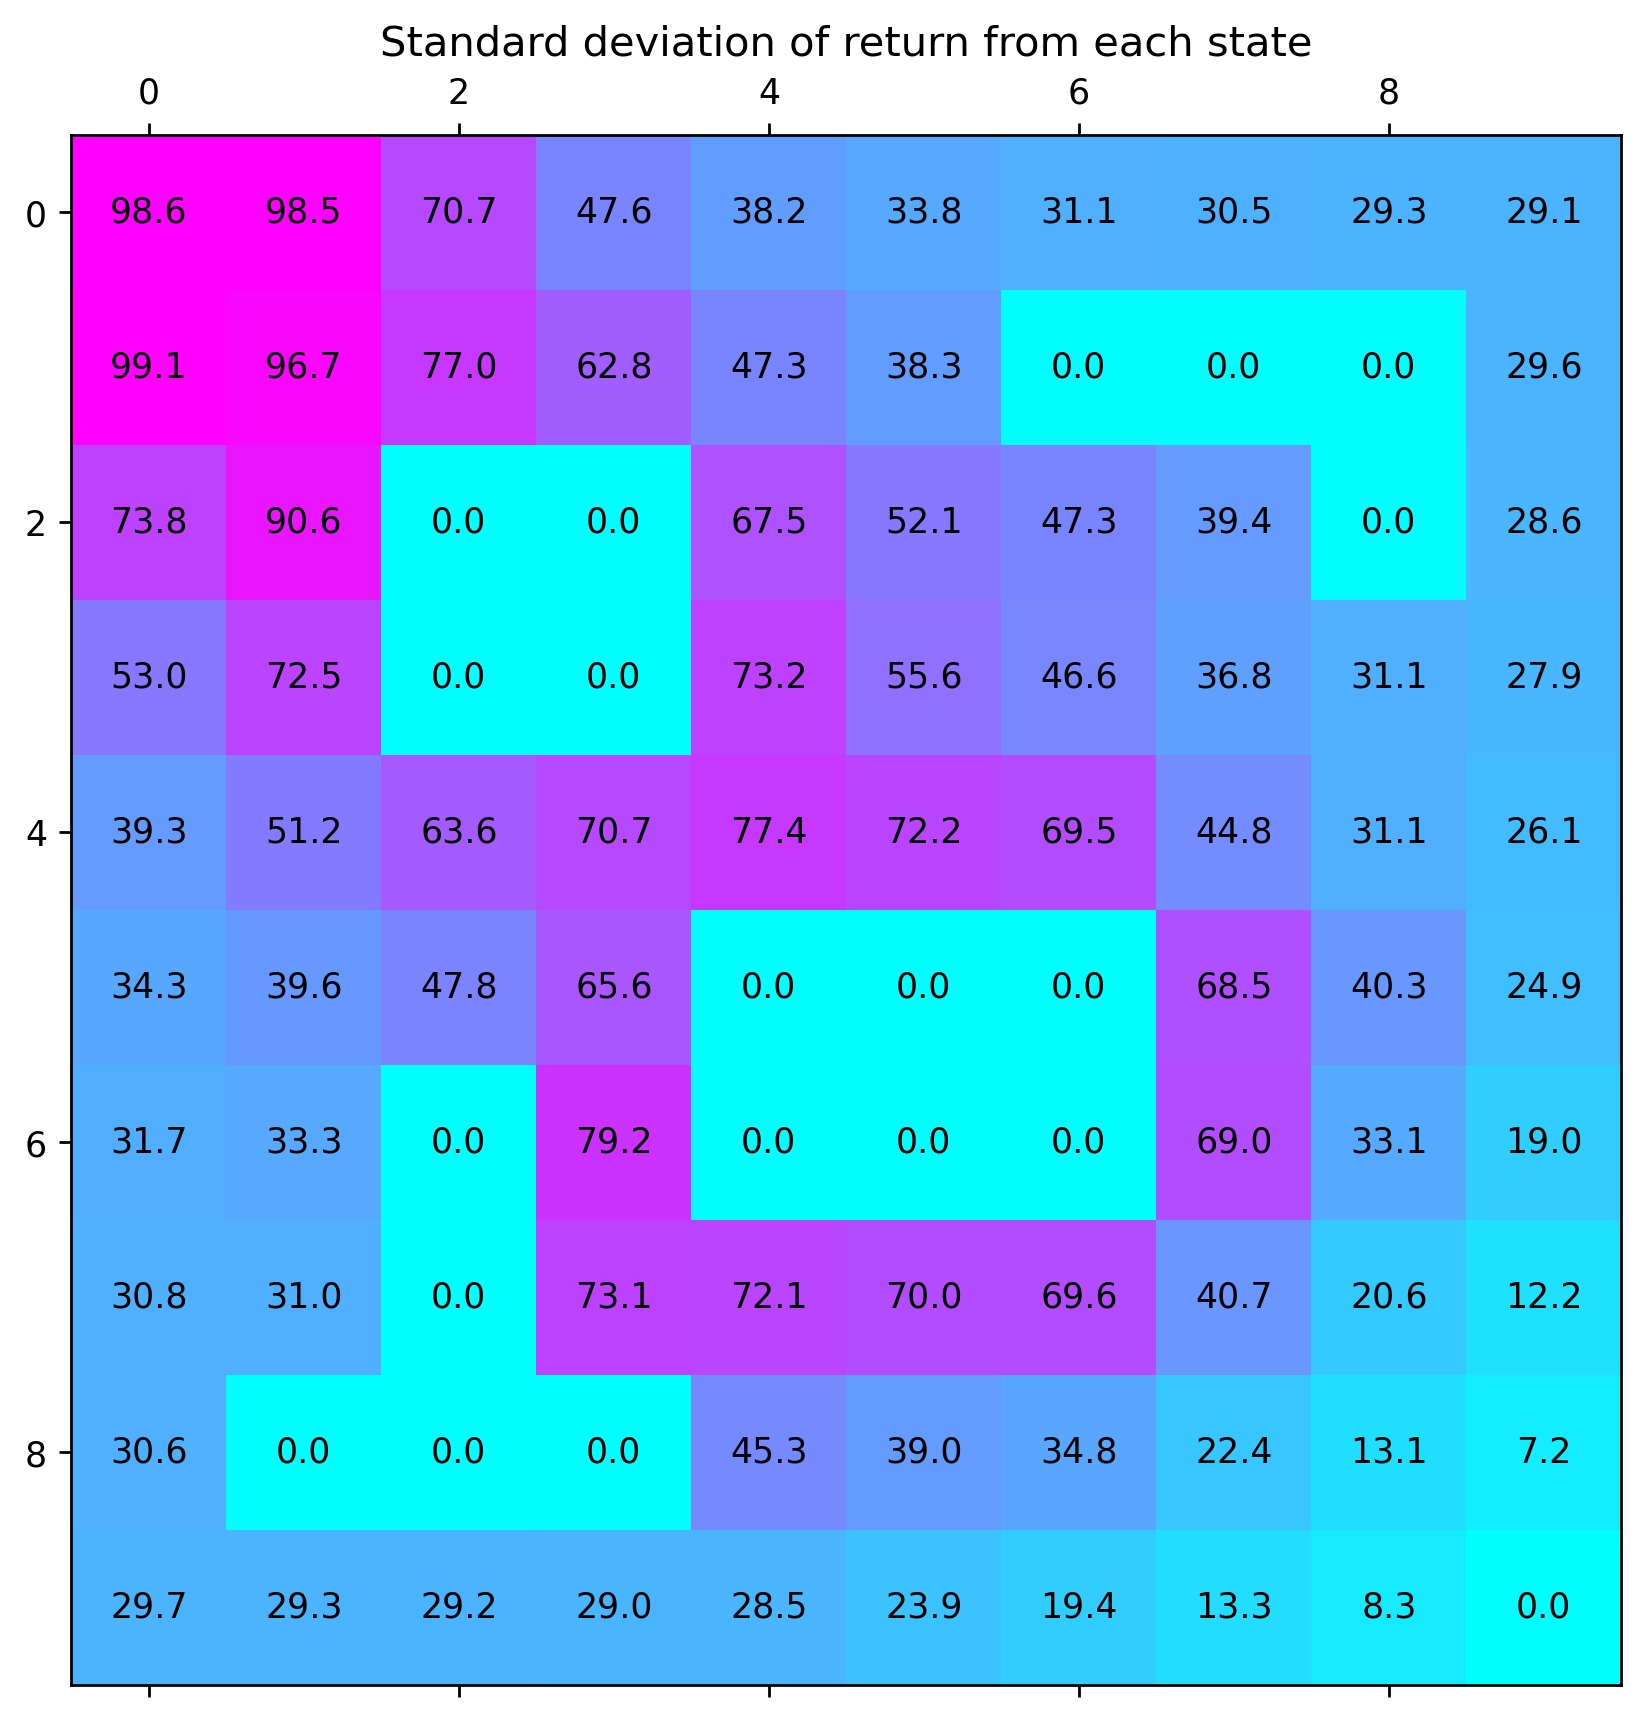 Standard deviation of return from each state
0 2 4 6 8
98.6 98.5 70.7 47.6 38.2 33.8 31.1 30.5 29.3 29.1
0
99.1 96.7 77.0 62.8 47.3 38.3 0.0 0.0 0.0 29.6
73.8 90.6 0.0 0.0 67.5 52.1 47.3 39.4 0.0 28.6
2
53.0 72.5 0.0 0.0 73.2 55.6 46.6 36.8 31.1 27.9
39.3 51.2 63.6 70.7 77.4 72.2 69.5 44.8 31.1 26.1
4
34.3 39.6 47.8 65.6 0.0 0.0 0.0 68.5 40.3 24.9
31.7 33.3 0.0 79.2 0.0 0.0 0.0 69.0 33.1 19.0
6
30.8 31.0 0.0 73.1 72.1 70.0 69.6 40.7 20.6 12.2
30.6 0.0 0.0 0.0 45.3 39.0 34.8 22.4 13.1 7.2
8
29.7 29.3 29.2 29.0 28.5 23.9 19.4 13.3 8.3 0.0